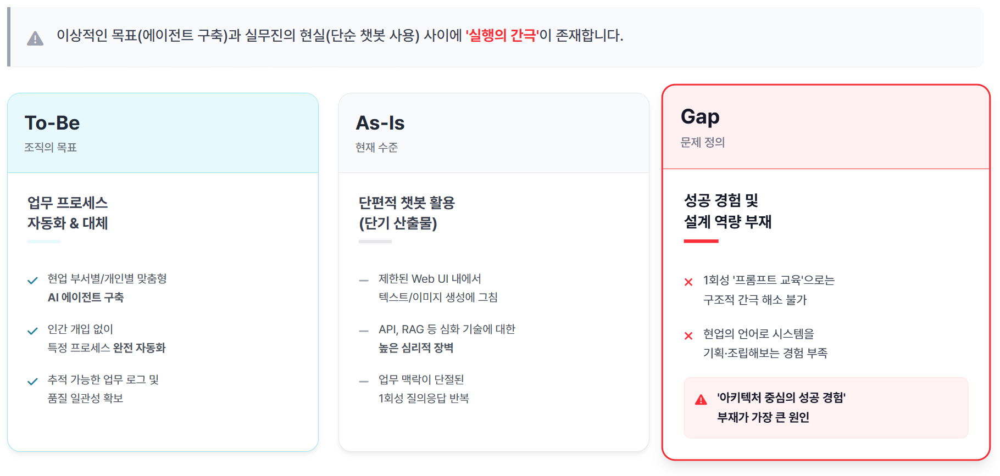 이상적인 목표(에이전트 구축)과 실무진의 현실(단순 챗봇 사용) 사이에 '실행의 간극'이 존재합니다.
To-Be
조직의 목표
업무 프로세스
자동화 & 대체
현업 부서별/개인별 맞춤형
AI 에이전트 구축
인간 개입 없이
특정 프로세스 완전 자동화
추적 가능한 업무 로그 및
품질 일관성 확보
As-Is
현재 수준
단편적 챗봇 활용
(단기 산출물)
제한된 Web UI 내에서
텍스트/이미지 생성에 그침
API, RAG 등 심화 기술에 대한
높은 심리적 장벽
업무 맥락이 단절된
1회성 질의응답 반복
Gap
문제 정의
성공 경험 및
설계 역량 부재
1회성 '프롬프트 교육'으로는
구조적 간극 해소 불가
현업의 언어로 시스템을
기획·조립해보는 경험 부족
'아키텍처 중심의 성공 경험'
부재가 가장 큰 원인